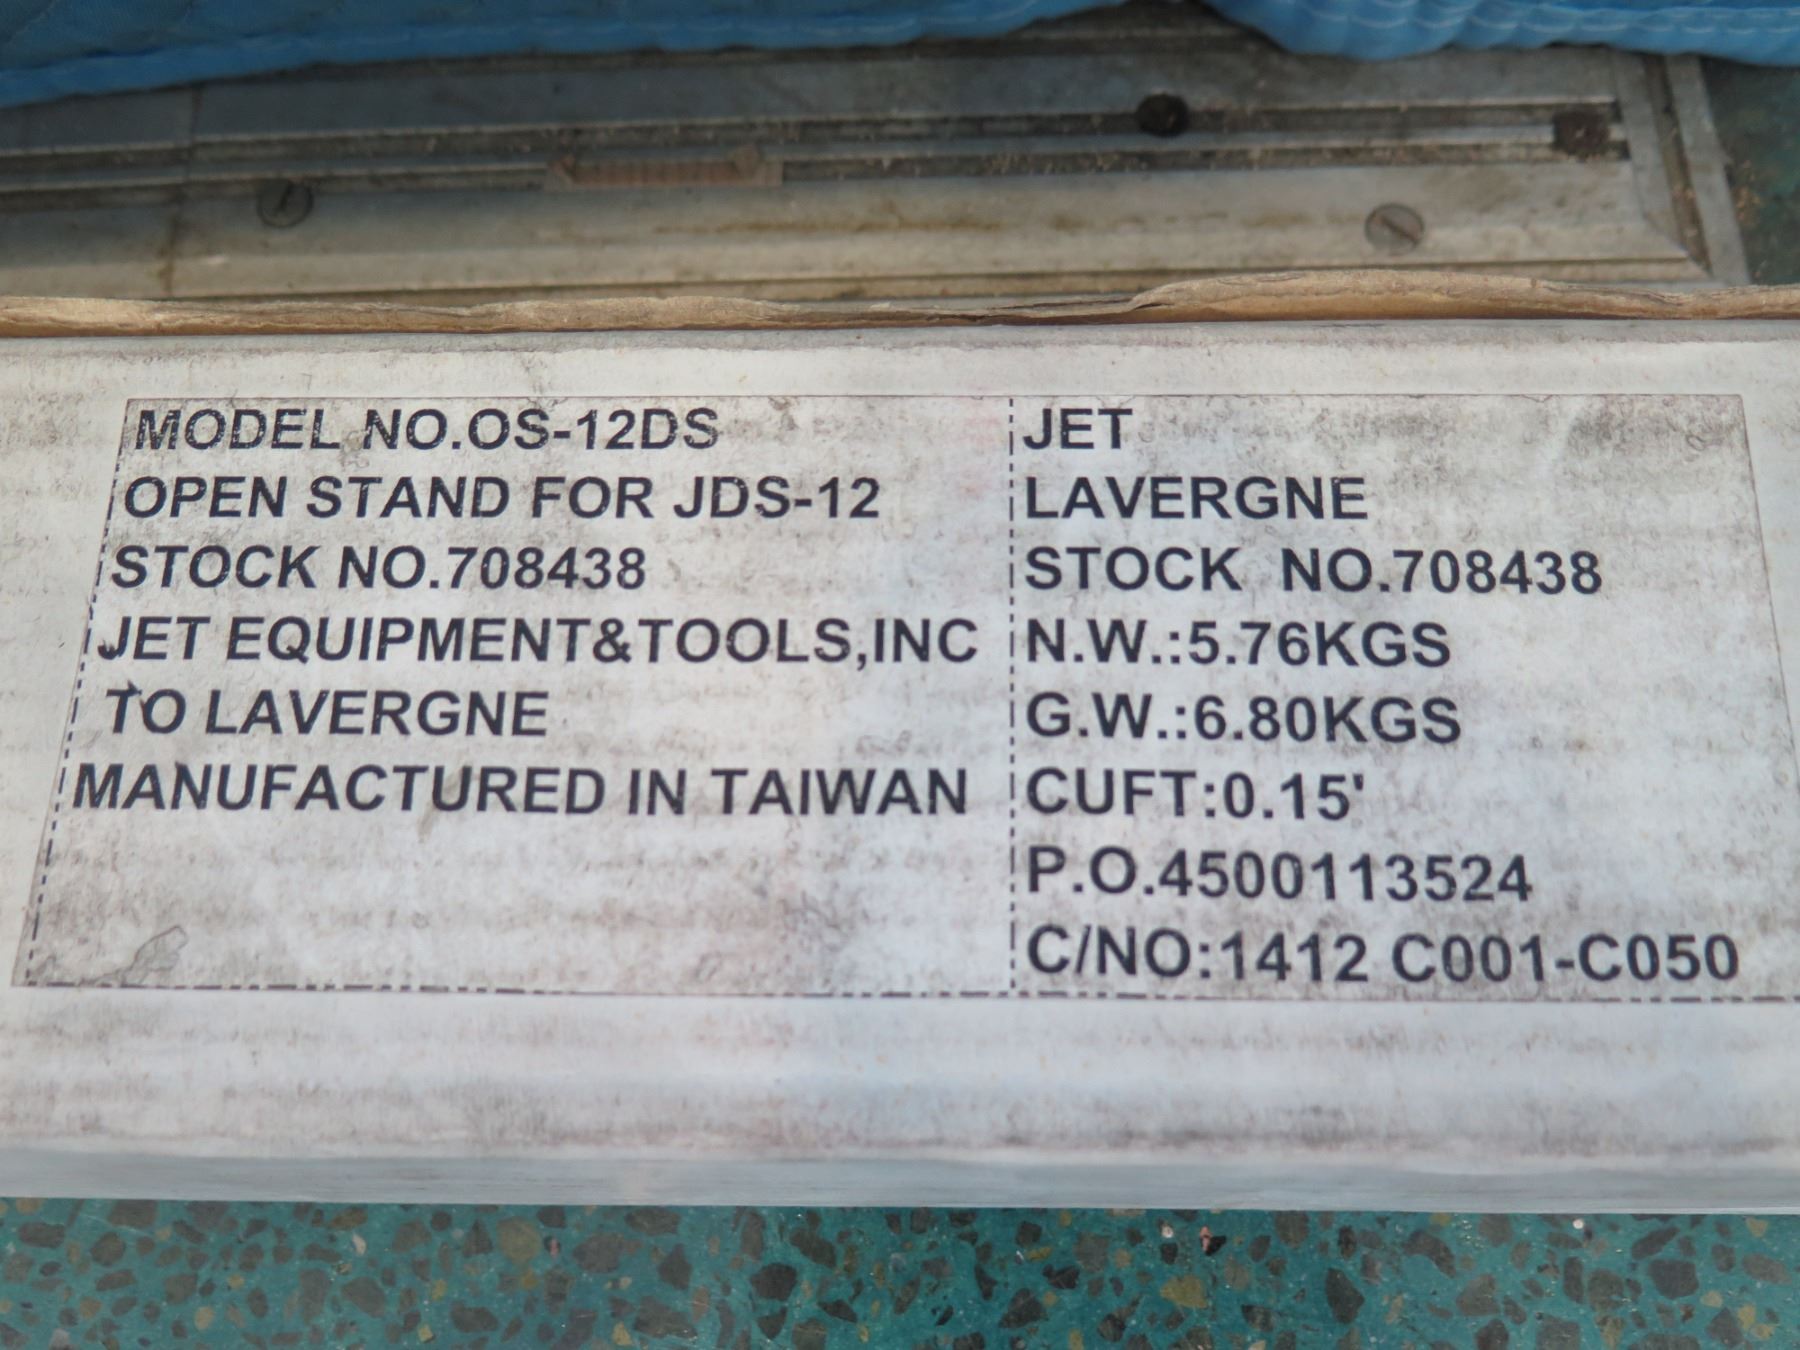 MODEL NO.OS-12DS
OPEN STAND FOR JDS-12
STOCK NO.708438
JET EQUIPMENT&TOOLS,INC
TO LAVERGNE
MANUFACTURED IN TAIWAN
JET
LAVERGNE
STOCK NO.708438
N.W.:5.76KGS
G.W.:6.80KGS
CUFT:0.15'
P.O.4500113524
C/NO:1412 C001-C050